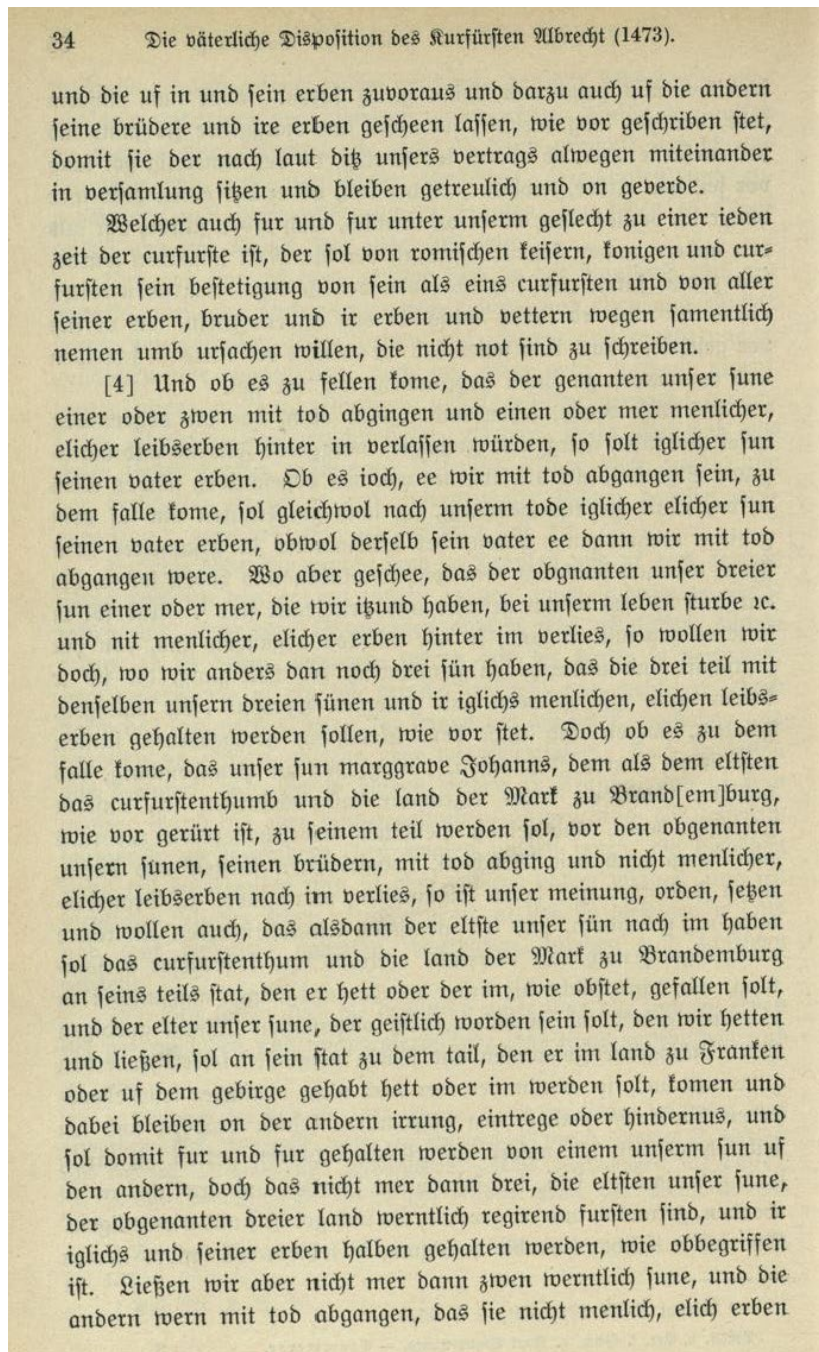 34 Die väterliche Disposition des Kurfürsten Albrecht (1473).
und die uf in und sein erben zuvoraus und darzu auch uf die andern
seine brüdere und ire erben gescheen lassen, wie vor geschriben stet,
domit sie der nach laut ditz unsers vertrags alwegen miteinander
in versamlung sitzen und bleiben getreulich und on geverde.
Welcher auch fur und fur unter unserm geslecht zu einer ieden
zeit der curfurste ist, der sol von romischen keisern, konigen und cur-
fursten sein bestetigung von sein als eins curfursten und von aller
seiner erben, bruder und ir erben und vettern wegen samentlich
nemen umb ursachen willen, die nicht not sind zu schreiben.
[4] Und ob es zu fellen kome, das der genanten unser sune
einer oder zwen mit tod abgingen und einen oder mer menlicher,
elicher leibserben hinter in verlassen würden, so solt iglicher sun
seinen vater erben. Ob es ioch, ee wir mit tod abgangen sein, zu
dem falle kome, sol gleichwol nach unserm tode iglicher elicher sun
seinen vater erben, obwol derselb sein vater ee dann wir mit tod
abgangen were. Wo aber geschee, das der obgnanten unser dreier
sun einer oder mer, die wir itzund haben, bei unserm leben sturbe ꝛc.
und nit menlicher, elicher erben hinter im verlies, so wollen wir
doch, wo wir anders dan noch drei sün haben, das die drei teil mit
denselben unsern dreien sünen und ir iglichs menlichen, elichen leibs-
erben gehalten werden sollen, wie vor stet. Doch ob es zu dem
falle kome, das unser sun marggrave Johanns, dem als dem eltsten
das curfurstenthumb und die land der Mark zu Brand[em]burg,
wie vor gerürt ist, zu seinem teil werden sol, vor den obgenanten
unsern sunen, seinen brüdern, mit tod abging und nicht menlicher,
elicher leibserben nach im verlies, so ist unser meinung, orden, setzen
und wollen auch, das alsdann der eltste unser sün nach im haben
sol das curfurstenthum und die land der Mark zu Brandemburg
an seins teils stat, den er hett oder der im, wie obstet, gefallen solt,
und der elter unser sune, der geistlich worden sein solt, den wir hetten
und ließen, sol an sein stat zu dem tail, den er im land zu Franken
oder uf dem gebirge gehabt hett oder im werden solt, komen und
dabei bleiben on der andern irrung, eintrege oder hindernus, und
sol domit fur und fur gehalten werden von einem unserm sun uf
den andern, doch das nicht mer dann drei, die eltsten unser sune,
der obgenanten dreier land werntlich regirend fursten sind, und ir
iglichs und seiner erben halben gehalten werden, wie obbegriffen
ist. Ließen wir aber nicht mer dann zwen werntlich sune, und die
andern wern mit tod abgangen, das sie nicht menlich, elich erben